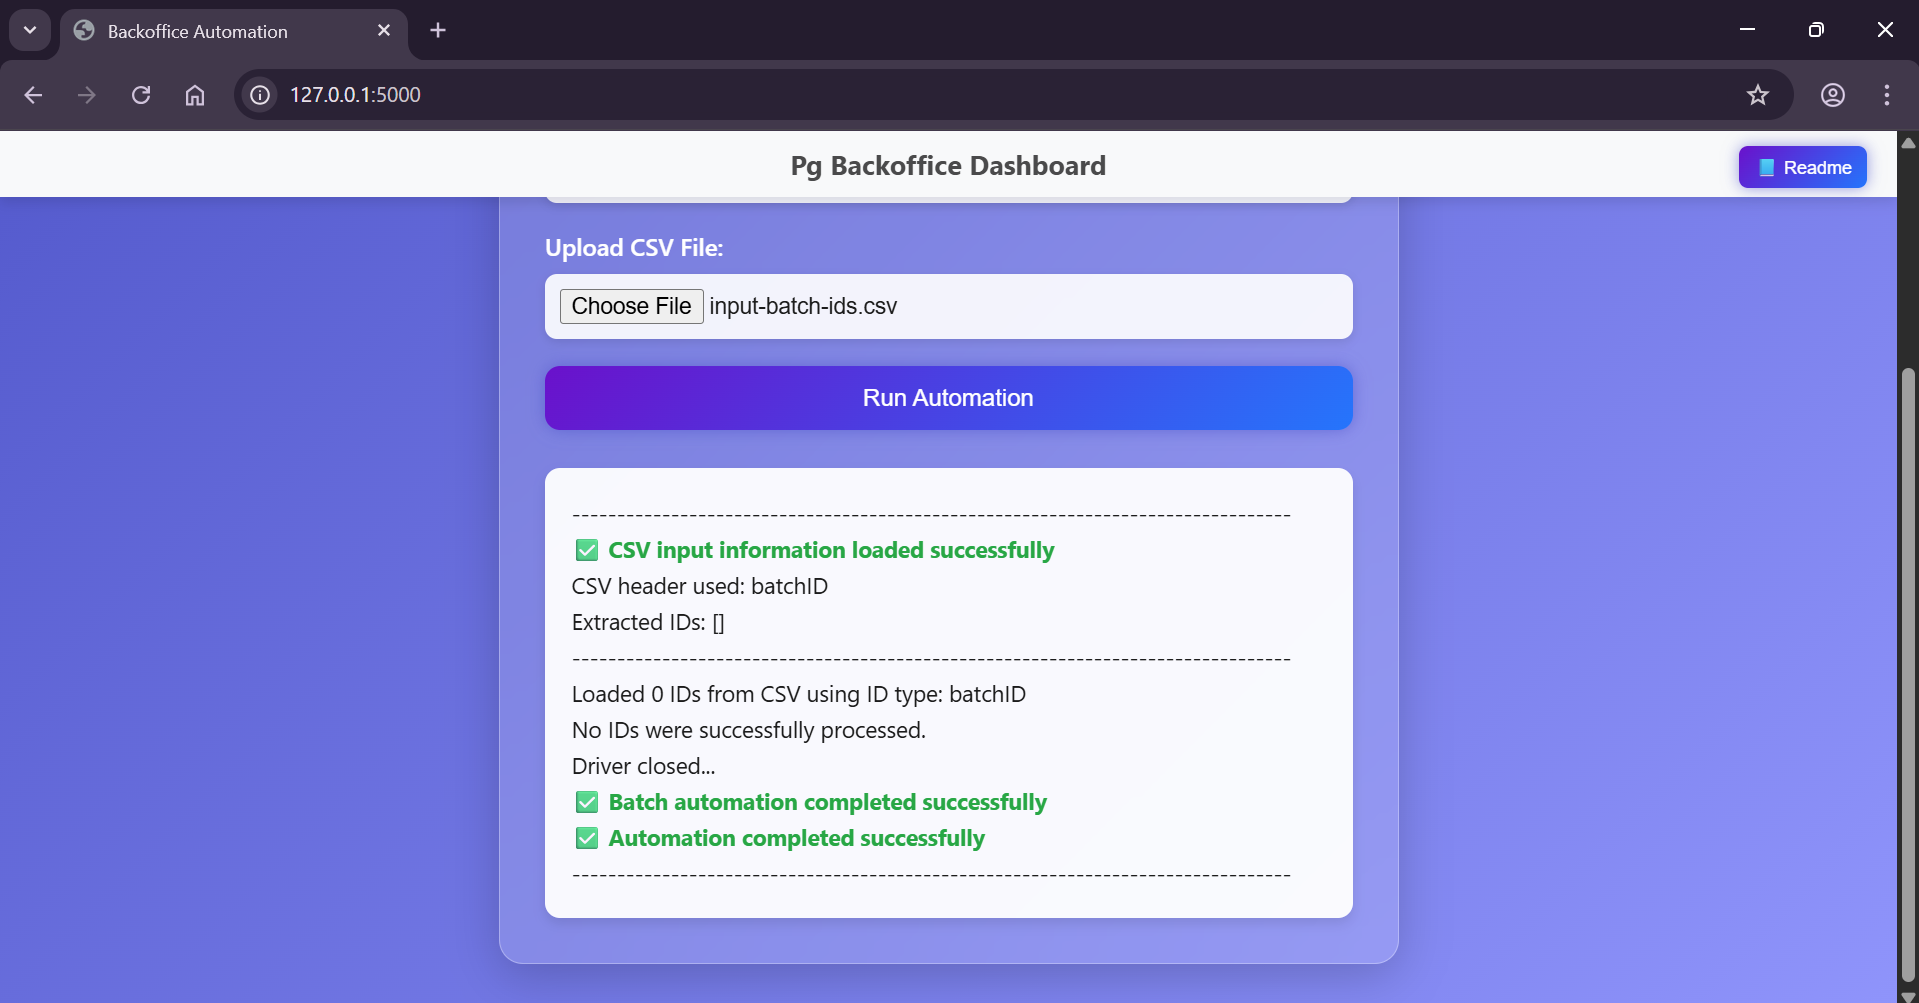 Backoffice Automation
127.0.0.1:5000
Pg Backoffice Dashboard
Readme
Upload CSV File:
Choose File input-batch-ids.csv
Run Automation
--------------------------------------------------------------------------------
✅ CSV input information loaded successfully
CSV header used: batchID
Extracted IDs: []
--------------------------------------------------------------------------------
Loaded 0 IDs from CSV using ID type: batchID
No IDs were successfully processed.
Driver closed...
✅ Batch automation completed successfully
✅ Automation completed successfully
--------------------------------------------------------------------------------